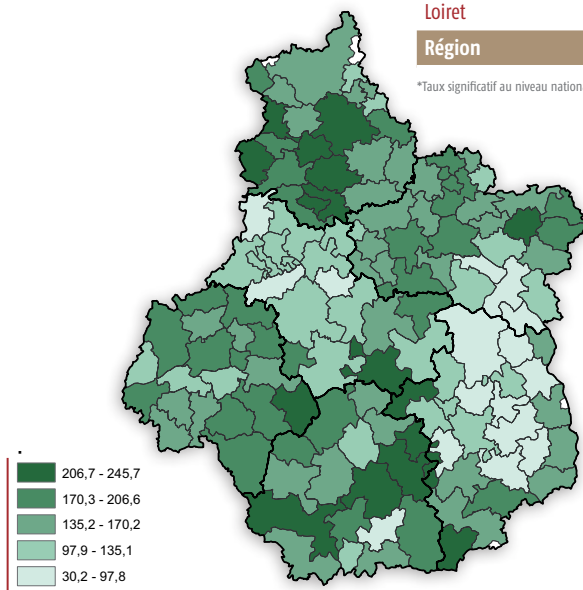 Loiret
Région
*Taux significatif au niveau nation
206,7 - 245,7
170,3 - 206,6
135,2 - 170,2
97,9 - 135,1
30,2 - 97,8